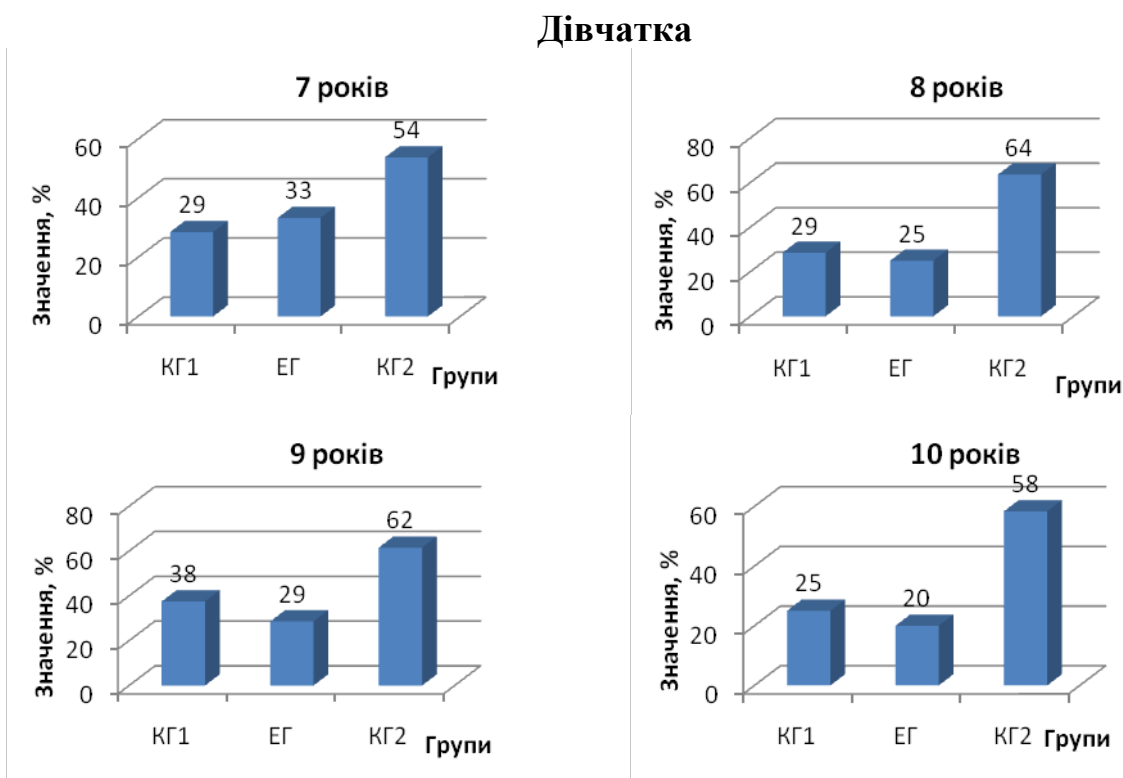 Дівчатка
7 років
Значення, %
60
40
20
0
29
33
54
КГ1 ЕГ КГ2 Групи
8 років
Значення, %
80
60
40
20
0
29
25
64
КГ1 ЕГ КГ2 Групи
9 років
Значення, %
80
60
40
20
0
38
29
62
КГ1 ЕГ КГ2 Групи
10 років
Значення, %
60
40
20
0
25
20
58
КГ1 ЕГ КГ2 Групи